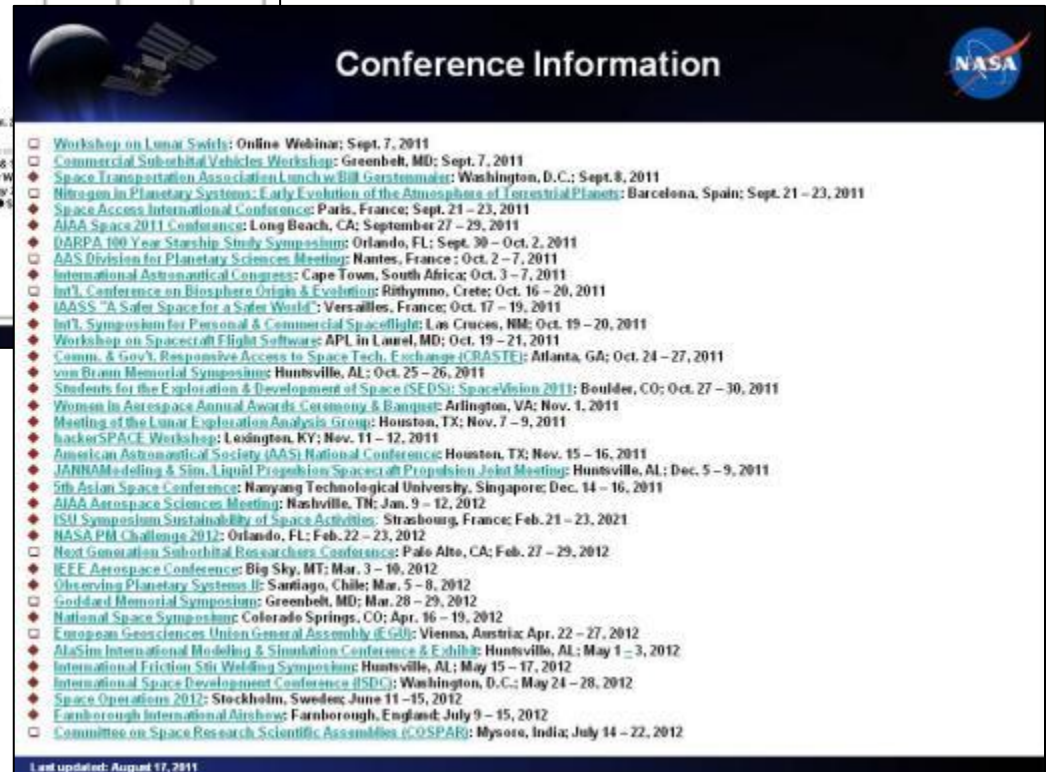 Conference Information
NASA
Workshop on Lunar Swirls: Online Webinar; Sept. 7, 2011
Commercial Suborbital Vehicles Workshop: Greenbelt, MD; Sept. 7, 2011
Space Transportation Association Lunch w/Bill Gerstenmaier: Washington, D.C.; Sept. 8, 2011
Nitrogen in Planetary Systems: Early Evolution of the Atmosphere of Terrestrial Planets: Barcelona, Spain; Sept. 21 – 23, 2011
Space Access International Conference: Paris, France; Sept. 21 – 23, 2011
AIAA Space 2011 Conference: Long Beach, CA; September 27 – 29, 2011
DARPA 100 Year Starship Study Symposium: Orlando, FL; Sept. 30 – Oct. 2, 2011
AAS Division for Planetary Sciences Meeting: Nantes, France ; Oct. 2 – 7, 2011
International Astronautical Congress: Cape Town, South Africa; Oct. 3 – 7, 2011
Int'l. Conference on Biosphere Origin & Evolution: Rithymno, Crete; Oct. 16 – 20, 2011
IAASS "A Safer Space for a Safer World": Versailles, France; Oct. 17 – 19, 2011
Int'l. Symposium for Personal & Commercial Spaceflight: Las Cruces, NM; Oct. 19 – 20, 2011
Workshop on Spacecraft Flight Software: APL in Laurel, MD; Oct. 19 – 21, 2011
Comm. & Gov't. Responsive Access to Space Tech. Exchange (CRASTE): Atlanta, GA; Oct. 24 – 27, 2011
von Braun Memorial Symposium: Huntsville, AL; Oct. 25 – 26, 2011
Students for the Exploration & Development of Space (SEDS): SpaceVision 2011: Boulder, CO; Oct. 27 – 30, 2011
Women in Aerospace Annual Awards Ceremony & Banquet: Arlington, VA; Nov. 1, 2011
Meeting of the Lunar Exploration Analysis Group: Houston, TX; Nov. 7 – 9, 2011
hackerSPACE Workshop: Lexington, KY; Nov. 11 – 12, 2011
American Astronautical Society (AAS) National Conference: Houston, TX; Nov. 15 – 16, 2011
JANNAModeling & Sim. Liquid Propulsion Spacecraft Propulsion Joint Meeting: Huntsville, AL; Dec. 5 – 9, 2011
5th Asian Space Conference: Nanyang Technological University, Singapore; Dec. 14 – 16, 2011
AIAA Aerospace Sciences Meeting: Nashville, TN; Jan. 9 – 12, 2012
ISU Symposium Sustainability of Space Activities: Strasbourg, France; Feb. 21 – 23, 2021
NASA PM Challenge 2012: Orlando, FL; Feb. 22 – 23, 2012
Next Generation Suborbital Researchers Conference: Palo Alto, CA; Feb. 27 – 29, 2012
IEEE Aerospace Conference: Big Sky, MT; Mar. 3 – 10, 2012
Observing Planetary Systems II: Santiago, Chile; Mar. 5 – 8, 2012
Goddard Memorial Symposium: Greenbelt, MD; Mar. 28 – 29, 2012
National Space Symposium: Colorado Springs, CO; Apr. 16 – 19, 2012
European Geosciences Union General Assembly (EGU): Vienna, Austria; Apr. 22 – 27, 2012
AlaSim International Modeling & Simulation Conference & Exhibit: Huntsville, AL; May 1 – 3, 2012
International Friction Stir Welding Symposium: Huntsville, AL; May 15 – 17, 2012
International Space Development Conference (ISDC): Washington, D.C.; May 24 – 28, 2012
Space Operations 2012: Stockholm, Sweden; June 11 –15, 2012
Farnborough International Airshow: Farnborough, England; July 9 – 15, 2012
Committee on Space Research Scientific Assemblies (COSPAR): Mysore, India; July 14 – 22, 2012
Last updated: August 17, 2011